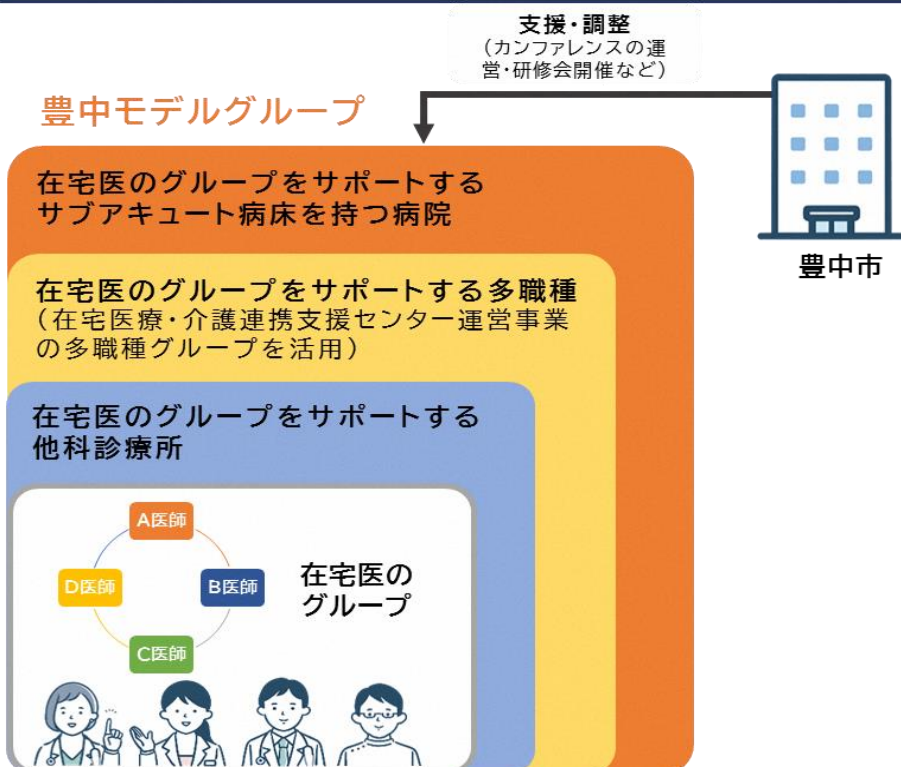 支援・調整
（カンファレンスの運
営・研修会開催など）
豊中モデルグループ
在宅医のグループをサポートする
サブアキュート病床を持つ病院
豊中市
在宅医のグループをサポートする多職種
（在宅医療・介護連携支援センター運営事業
の多職種グループを活用）
在宅医のグループをサポートする
他科診療所
A医師
D医師
B医師
C医師
在宅医の
グループ